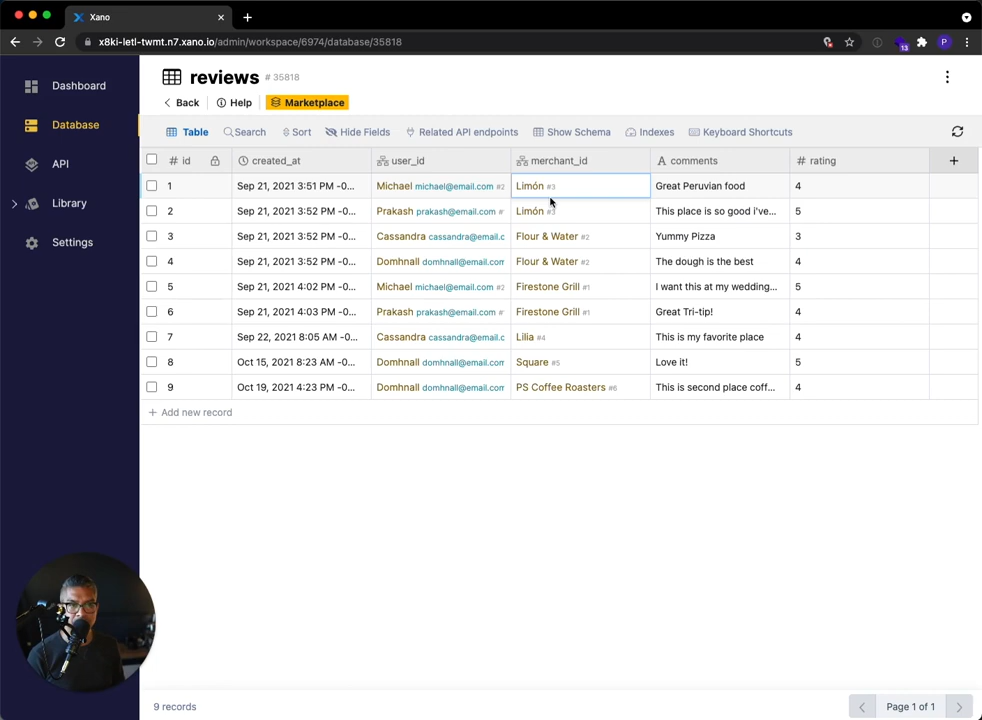 Xano
13
P
x8ki-letl-twmt.n7.xano.io/admin/workspace/6974/database/35818
Dashboard
Database
API
Library
Settings
reviews # 35818
Back Help Marketplace
Table Search Sort Hide Fields Related API endpoints Show Schema Indexes Keyboard Shortcuts
# id created_at user_id merchant_id A comments # rating +
1 Sep 21, 2021 3:51 PM -0... Michael michael@email.com #2 Limón #3 Great Peruvian food 4
2 Sep 21, 2021 3:52 PM -0... Prakash prakash@email.com # Limón #3 This place is so good i've... 5
3 Sep 21, 2021 3:52 PM -0... Cassandra cassandra@email.c Flour & Water #2 Yummy Pizza 3
4 Sep 21, 2021 3:52 PM -0... Domhnall domhnall@email.com Flour & Water #2 The dough is the best 4
5 Sep 21, 2021 4:02 PM -0... Michael michael@email.com #2 Firestone Grill #1 I want this at my wedding... 5
6 Sep 21, 2021 4:03 PM -0... Prakash prakash@email.com # Firestone Grill #1 Great Tri-tip! 4
7 Sep 22, 2021 8:05 AM -0... Cassandra cassandra@email.c Lilia #4 This is my favorite place 4
8 Oct 15, 2021 8:23 AM -0... Domhnall domhnall@email.com Square #5 Love it! 5
9 Oct 19, 2021 4:23 PM -0... Domhnall domhnall@email.com PS Coffee Roasters #6 This is second place coff... 4
+ Add new record
9 records
Page 1 of 1